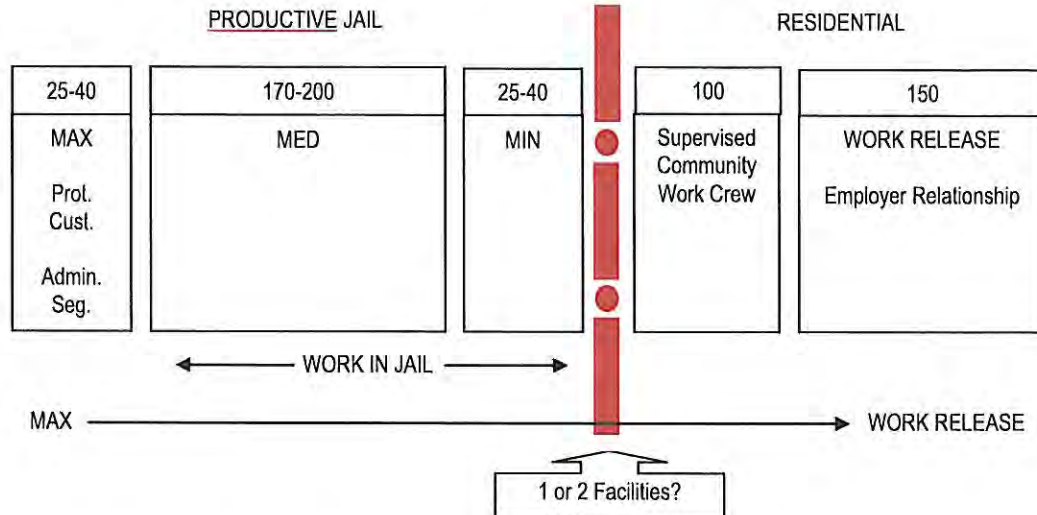 PRODUCTIVE JAIL
RESIDENTIAL
25-40
170-200
25-40
100
150
MAX
Prot.
Cust.
Admin.
Seg.
MED
MIN
Supervised
Community
Work Crew
WORK RELEASE
Employer Relationship
WORK IN JAIL
MAX
WORK RELEASE
1 or 2 Facilities?